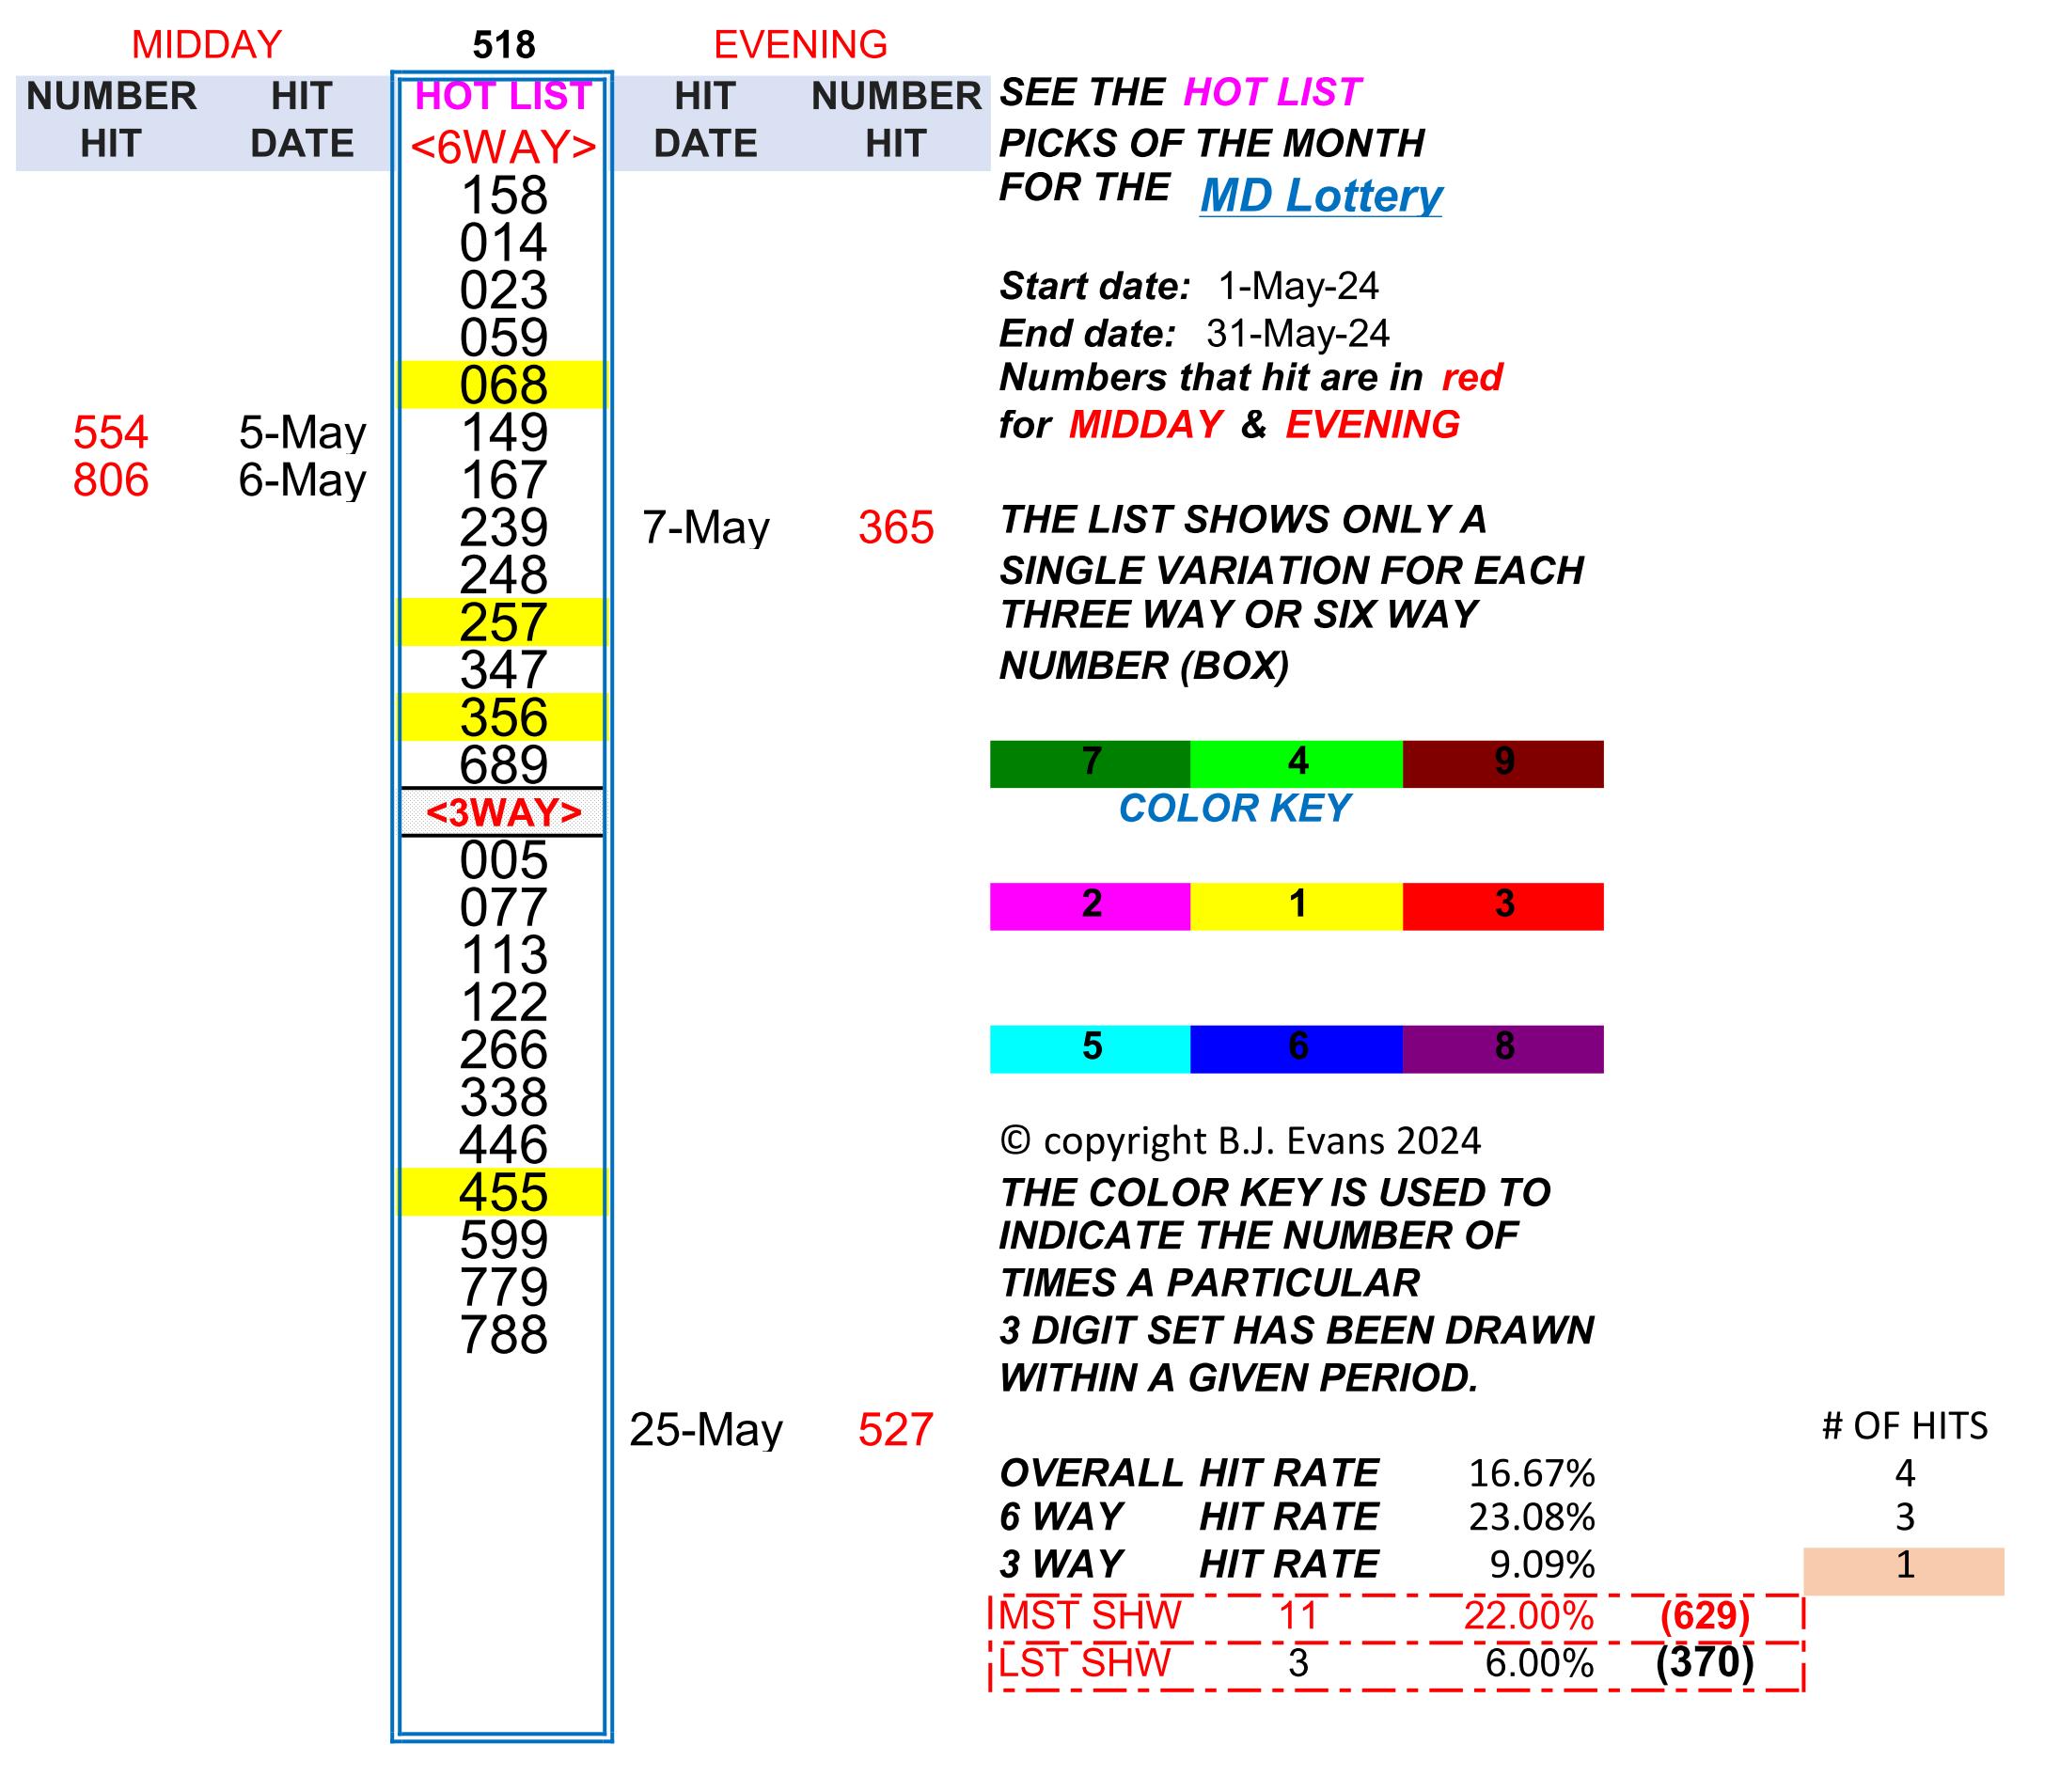 MIDDAY 518 EVENING
NUMBER HIT HOT LIST HIT NUMBER
HIT DATE <6WAY> DATE HIT
SEE THE HOT LIST
PICKS OF THE MONTH
FOR THE MD Lottery
158
014
023
Start date: 1-May-24
059
End date: 31-May-24
068
Numbers that hit are in red
554 5-May 149
for MIDDAY & EVENING
806 6-May 167
239 7-May 365
THE LIST SHOWS ONLY A
248
SINGLE VARIATION FOR EACH
257
THREE WAY OR SIX WAY
347
NUMBER (BOX)
356
689
7 4 9
<3WAY>
COLOR KEY
005
077
2 1 3
113
122
266
5 6 8
338
446
© copyright B.J. Evans 2024
455
THE COLOR KEY IS USED TO
599
INDICATE THE NUMBER OF
779
TIMES A PARTICULAR
788
3 DIGIT SET HAS BEEN DRAWN
WITHIN A GIVEN PERIOD.
25-May 527
# OF HITS
OVERALL HIT RATE 16.67% 4
6 WAY HIT RATE 23.08% 3
3 WAY HIT RATE 9.09% 1
MST SHW 11 22.00% (629)
LST SHW 3 6.00% (370)